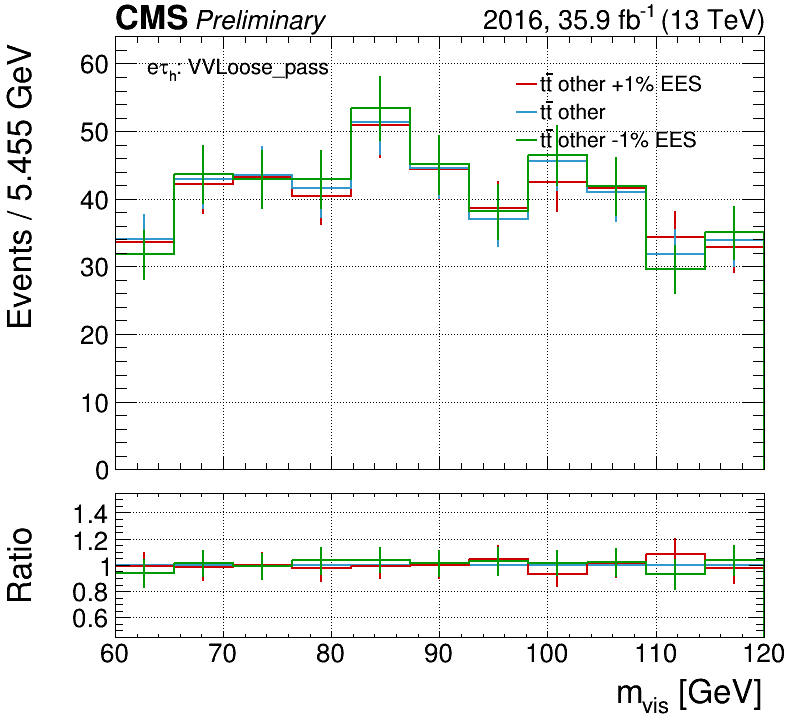 CMS Preliminary 2016, 35.9 fb⁻¹ (13 TeV)
eτₕ: VVLoose_pass
tt̄ other +1% EES
tt̄ other
tt̄ other -1% EES
Events / 5.455 GeV
60
50
40
30
20
10
0
Ratio
1.4
1.2
1
0.8
0.6
60 70 80 90 100 110 120
m_vis [GeV]